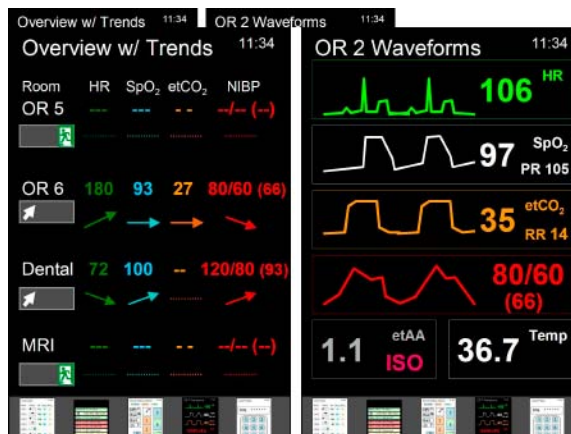 Overview w/ Trends 11:34
OR 2 Waveforms 11:34
Overview w/ Trends 11:34
Room HR SpO₂ etCO₂ NIBP
OR 5 --- --- - - --/-- (--)
OR 6 180 93 27 80/60 (66)
Dental 72 100 -- 120/80 (93)
MRI --- --- - - --/-- (--)
OR 2 Waveforms 11:34
106 HR
97 SpO₂
PR 105
35 etCO₂
RR 14
80/60
(66)
1.1 etAA
ISO
36.7 Temp